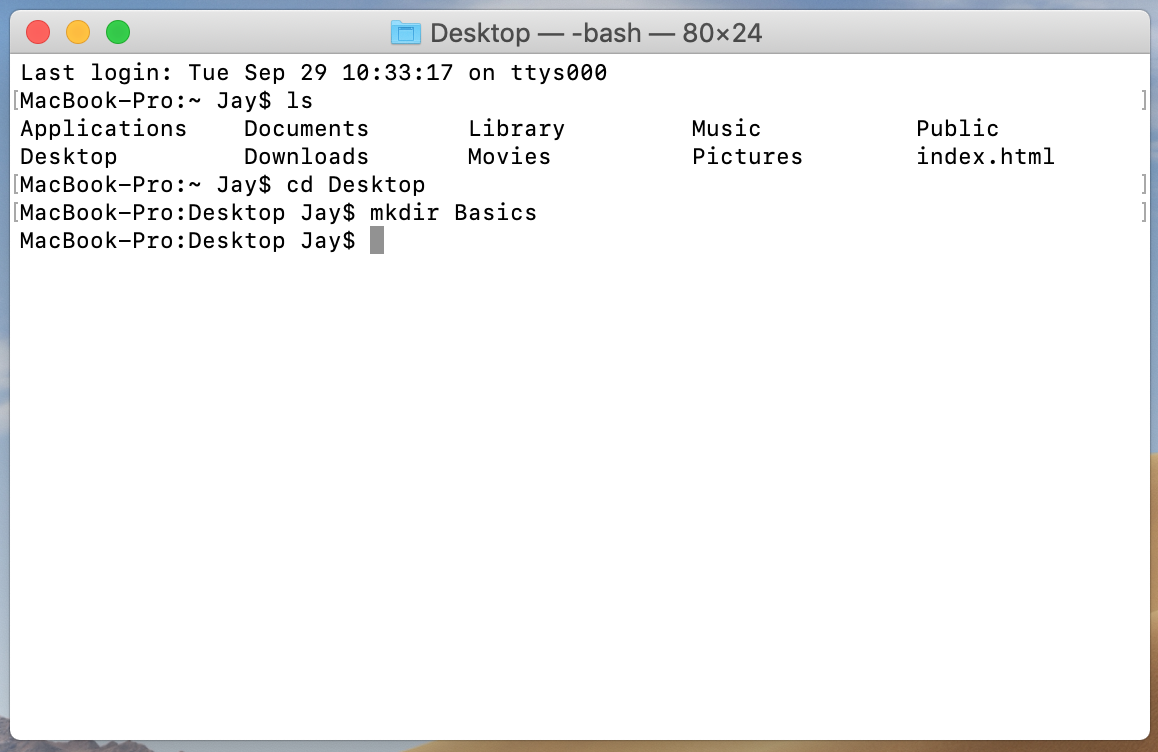 Desktop — -bash — 80×24
Last login: Tue Sep 29 10:33:17 on ttys000
[MacBook-Pro:~ Jay$ ls ]
Applications Documents Library Music Public
Desktop Downloads Movies Pictures index.html
[MacBook-Pro:~ Jay$ cd Desktop ]
[MacBook-Pro:Desktop Jay$ mkdir Basics ]
MacBook-Pro:Desktop Jay$